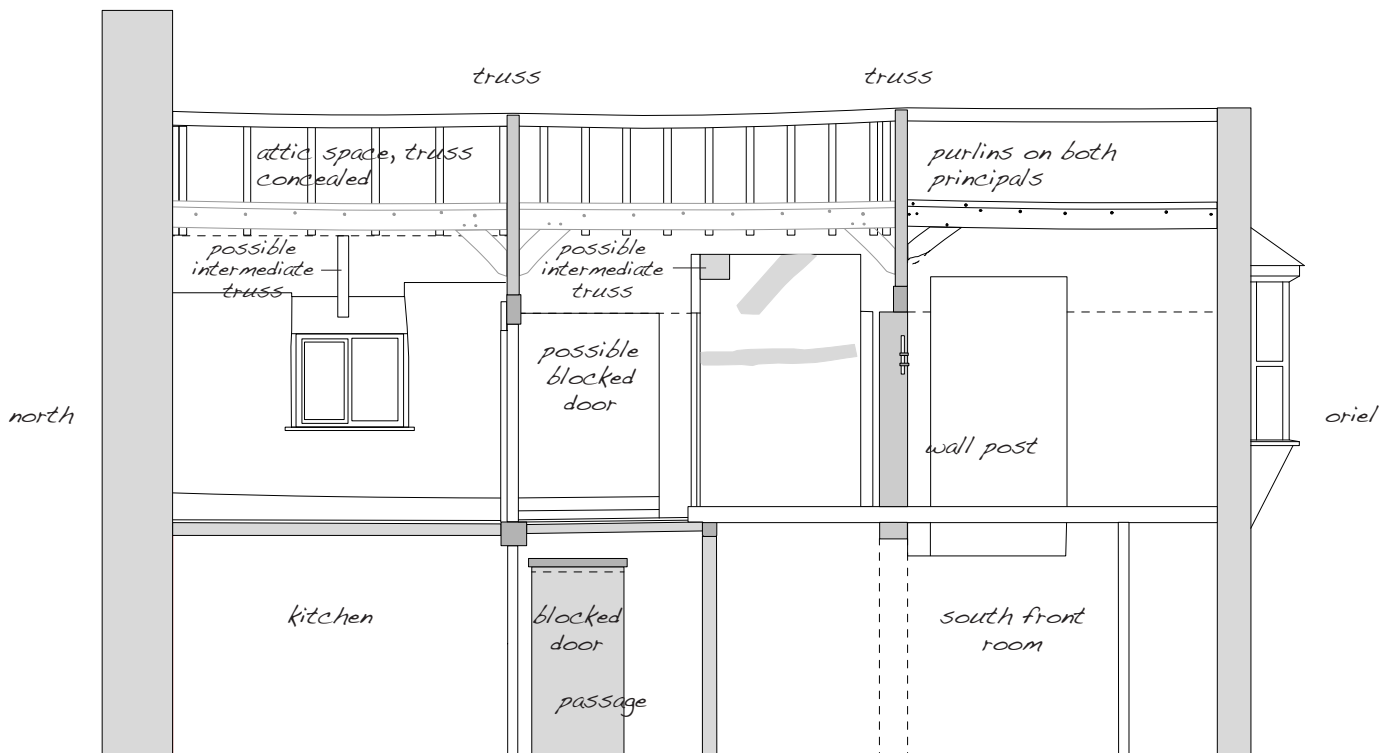 truss
truss
attic space, truss
concealed
purlins on both
principals
possible
intermediate
truss
possible
intermediate
truss
possible
blocked
door
north
oriel
wall post
kitchen
blocked
door
south front
room
passage